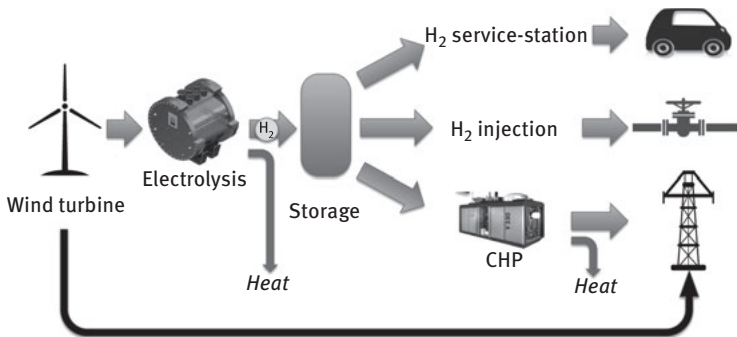 H₂ service-station
H₂
H₂ injection
Electrolysis
Wind turbine
Storage
CHP
Heat
Heat